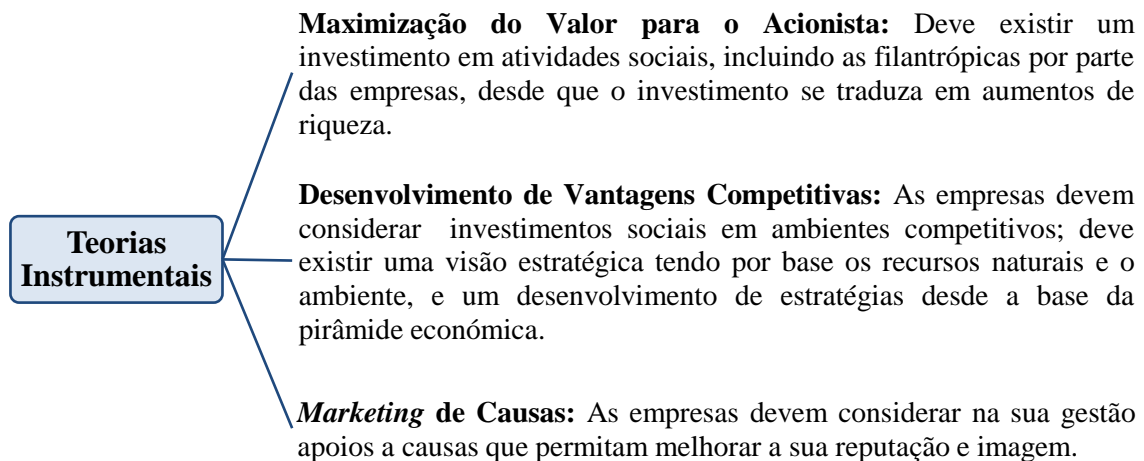 Maximização do Valor para o Acionista: Deve existir um
investimento em atividades sociais, incluindo as filantrópicas por parte
das empresas, desde que o investimento se traduza em aumentos de
riqueza.
Teorias
Instrumentais
Desenvolvimento de Vantagens Competitivas: As empresas devem
considerar investimentos sociais em ambientes competitivos; deve
existir uma visão estratégica tendo por base os recursos naturais e o
ambiente, e um desenvolvimento de estratégias desde a base da
pirâmide económica.
Marketing de Causas: As empresas devem considerar na sua gestão
apoios a causas que permitam melhorar a sua reputação e imagem.